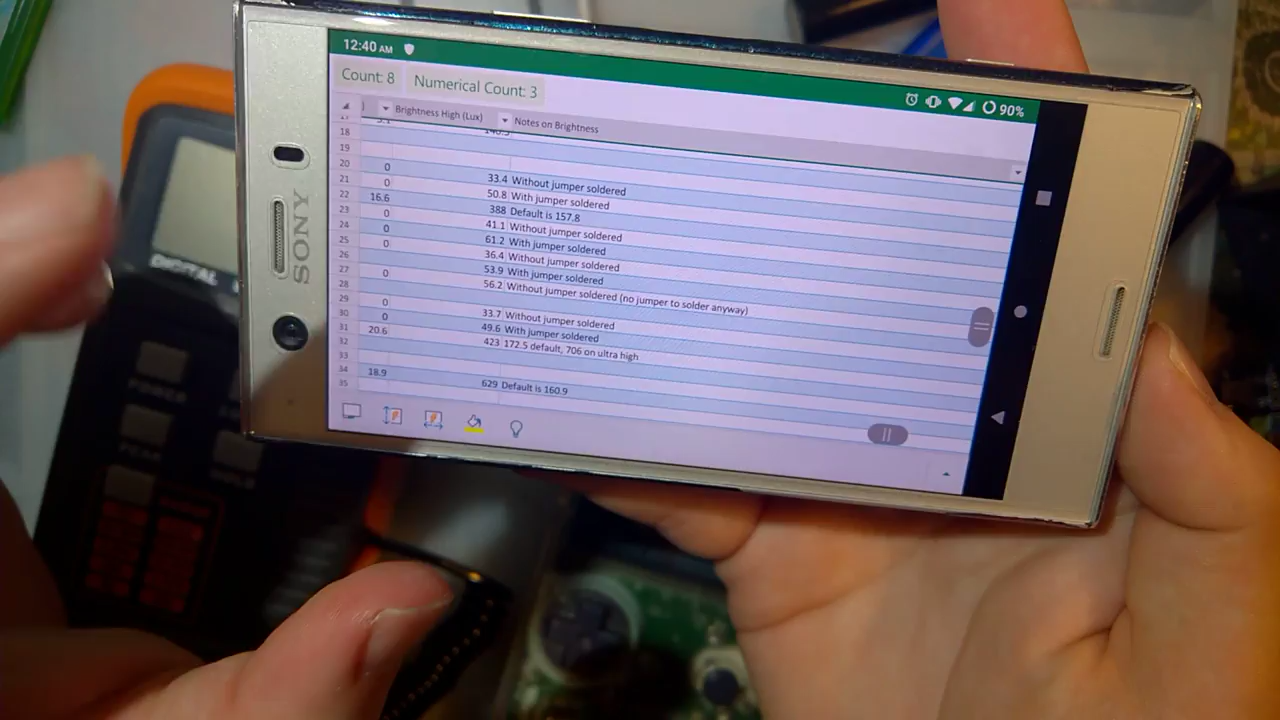 12:40 AM
90%
Count: 8 Numerical Count: 3
Brightness High (Lux) Notes on Brightness
18
19
20 0
21 0 33.4 Without jumper soldered
22 16.6 50.8 With jumper soldered
23 0 388 Default is 157.8
24 0 41.1 Without jumper soldered
25 0 61.2 With jumper soldered
26 36.4 Without jumper soldered
27 0 53.9 With jumper soldered
28 56.2 Without jumper soldered (no jumper to solder anyway)
29 0
30 0 33.7 Without jumper soldered
31 20.6 49.6 With jumper soldered
32 423 172.5 default, 706 on ultra high
33
34 18.9
35 629 Default is 160.9
SONY
DIGITAL
POWER